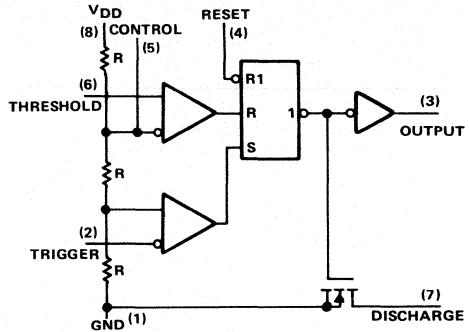 VDD
RESET
(8) CONTROL (4)
R (5)
(6) R1
THRESHOLD R 1 (3)
OUTPUT
S
R
(2)
TRIGGER
R (7)
GND (1) DISCHARGE